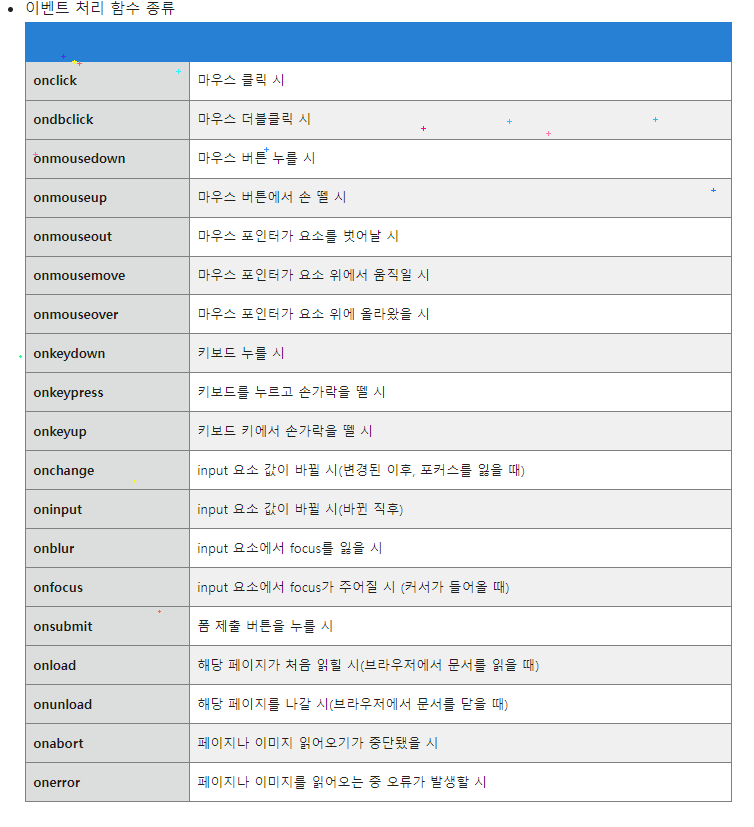 이벤트 처리 함수 종류
onclick 마우스 클릭 시
ondbclick 마우스 더블클릭 시
onmousedown 마우스 버튼 누를 시
onmouseup 마우스 버튼에서 손 뗄 시
onmouseout 마우스 포인터가 요소를 벗어날 시
onmousemove 마우스 포인터가 요소 위에서 움직일 시
onmouseover 마우스 포인터가 요소 위에 올라왔을 시
onkeydown 키보드 누를 시
onkeypress 키보드를 누르고 손가락을 뗄 시
onkeyup 키보드 키에서 손가락을 뗄 시
onchange input 요소 값이 바뀔 시(변경된 이후, 포커스를 잃을 때)
oninput input 요소 값이 바뀔 시(바뀐 직후)
onblur input 요소에서 focus를 잃을 시
onfocus input 요소에서 focus가 주어질 시 (커서가 들어올 때)
onsubmit 폼 제출 버튼을 누를 시
onload 해당 페이지가 처음 읽힐 시(브라우저에서 문서를 읽을 때)
onunload 해당 페이지를 나갈 시(브라우저에서 문서를 닫을 때)
onabort 페이지나 이미지 읽어오기가 중단됐을 시
onerror 페이지나 이미지를 읽어오는 중 오류가 발생할 시